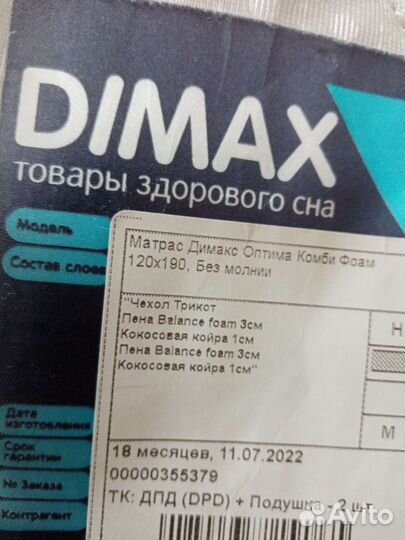 DIMAX
товары здорового сна
Модель
Состав слоев
Матрас Димакс Оптима Комби Фоам
120x190, Без молнии
"Чехол Трикот
Пена Balance foam 3см
Кокосовая койра 1см
Пена Balance foam 3см
Кокосовая койра 1см"
Н
М
Дата
изготовления
Срок
гарантии
№ Заказа
Контрагент
18 месяцев, 11.07.2022
00000355379
ТК: ДПД (DPD) + Подушка - 2 шт
Avito